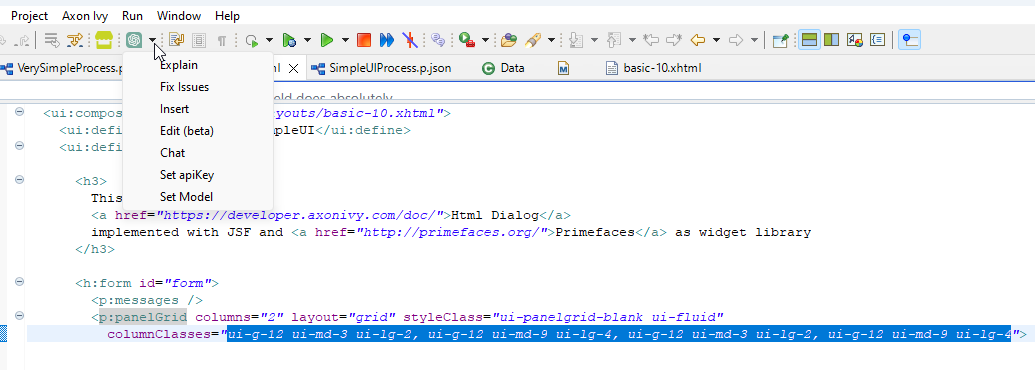 Project Axon Ivy Run Window Help
VerySimpleProcess.p ml SimpleUIProcess.p.json Data M basic-10.xhtml
Explain
Fix Issues
Insert
Edit (beta)
Chat
Set apiKey
Set Model
eld does absolutely
<ui:compos youts/basic-10.xhtml">
<ui:defi mpleUI</ui:define>
<ui:defi
<h3>
This
<a href="https://developer.axonivy.com/doc/">Html Dialog</a>
implemented with JSF and <a href="http://primefaces.org/">Primefaces</a> as widget library
</h3>
<h:form id="form">
<p:messages />
<p:panelGrid columns="2" layout="grid" styleClass="ui-panelgrid-blank ui-fluid"
columnClasses="ui-g-12 ui-md-3 ui-lg-2, ui-g-12 ui-md-9 ui-lg-4, ui-g-12 ui-md-3 ui-lg-2, ui-g-12 ui-md-9 ui-lg-4">